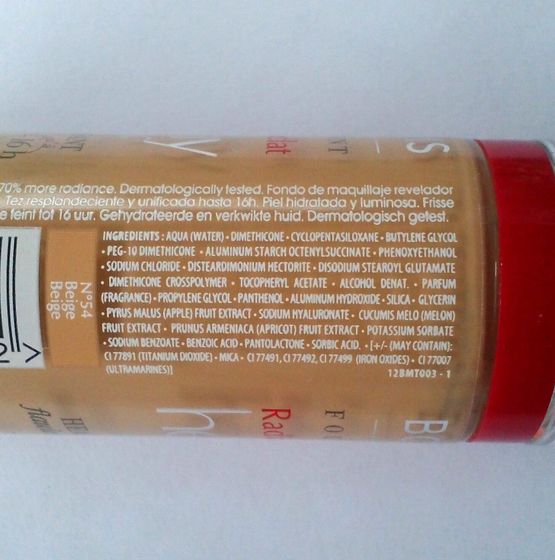 70% more radiance. Dermatologically tested. Fondo de maquillaje revelador
Tez resplandeciente y unificada hasta 16h. Piel hidratada y luminosa. Frisse
e teint tot 16 uur. Gehydrateerde en verkwikte huid. Dermatologisch getest.
INGREDIENTS : AQUA (WATER) • DIMETHICONE • CYCLOPENTASILOXANE • BUTYLENE GLYCOL
• PEG-10 DIMETHICONE • ALUMINUM STARCH OCTENYLSUCCINATE • PHENOXYETHANOL
• SODIUM CHLORIDE • DISTEARDIMONIUM HECTORITE • DISODIUM STEAROYL GLUTAMATE
• DIMETHICONE CROSSPOLYMER • TOCOPHERYL ACETATE • ALCOHOL DENAT. • PARFUM
(FRAGRANCE) • PROPYLENE GLYCOL • PANTHENOL • ALUMINUM HYDROXIDE • SILICA • GLYCERIN
• PYRUS MALUS (APPLE) FRUIT EXTRACT • SODIUM HYALURONATE • CUCUMIS MELO (MELON)
FRUIT EXTRACT • PRUNUS ARMENIACA (APRICOT) FRUIT EXTRACT • POTASSIUM SORBATE
• SODIUM BENZOATE • BENZOIC ACID • PANTOLACTONE • SORBIC ACID. • [+/- (MAY CONTAIN):
CI 77891 (TITANIUM DIOXIDE) • MICA • CI 77491, CI 77492, CI 77499 (IRON OXIDES) • CI 77007
(ULTRAMARINES)]
12BMT003 - 1
N°54
Beige
Beige
Beige